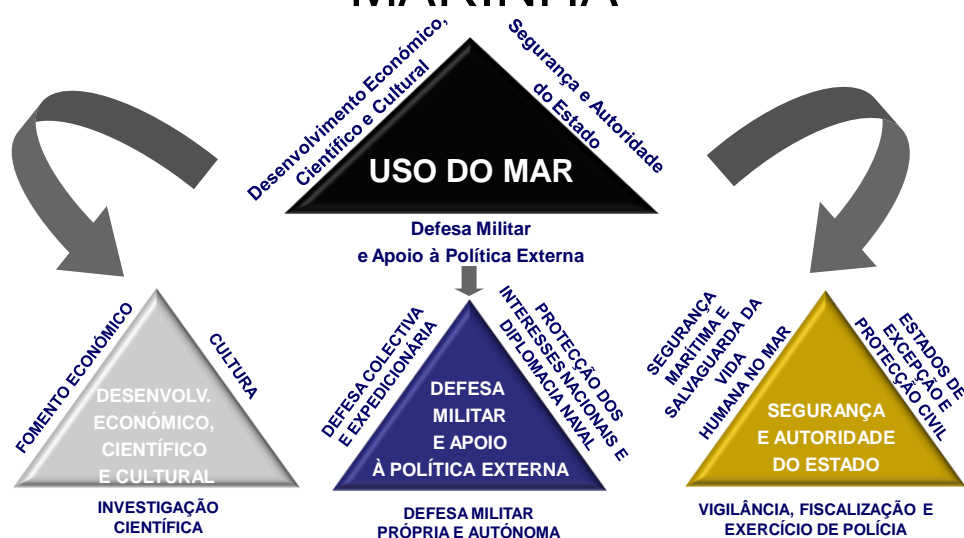 MARINHA
Desenvolvimento Económico,
Científico e Cultural
Segurança e Autoridade
do Estado
USO DO MAR
Defesa Militar
e Apoio à Política Externa
FOMENTO ECONÓMICO
CULTURA
DESENVOLV.
ECONÓMICO,
CIENTÍFICO
E CULTURAL
INVESTIGAÇÃO
CIENTÍFICA
DEFESA COLECTIVA
E EXPEDICIONÁRIA
PROTECÇÃO DOS
INTERESSES NACIONAIS E
DIPLOMACIA NAVAL
DEFESA
MILITAR
E APOIO
À POLÍTICA EXTERNA
DEFESA MILITAR
PRÓPRIA E AUTÓNOMA
SEGURANÇA
MARÍTIMA E
SALVAGUARDA DA
VIDA
HUMANA NO MAR
ESTADOS DE
EXCEPÇÃO E
PROTECÇÃO CIVIL
SEGURANÇA
E AUTORIDADE
DO ESTADO
VIGILÂNCIA, FISCALIZAÇÃO E
EXERCÍCIO DE POLÍCIA